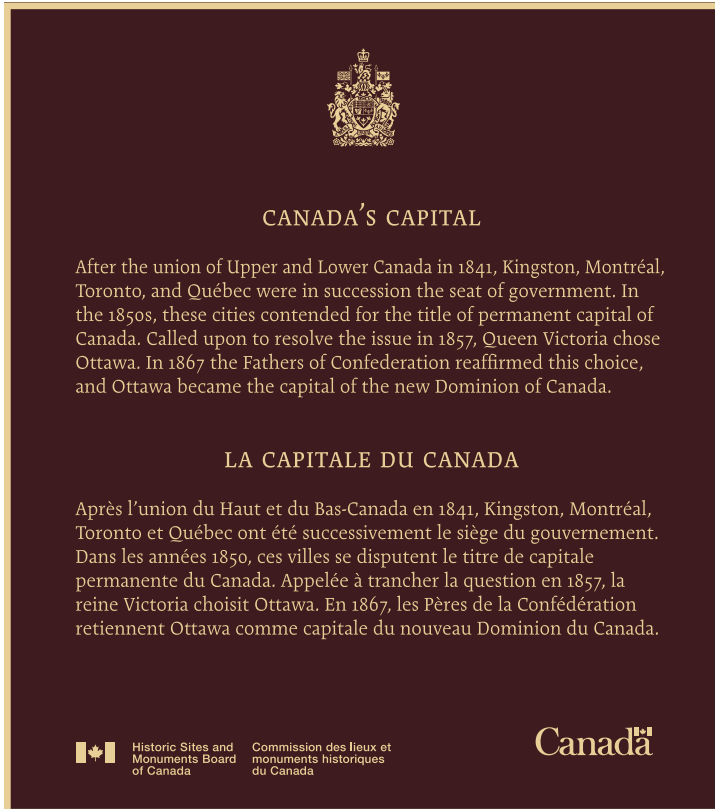 CANADA'S CAPITAL
After the union of Upper and Lower Canada in 1841, Kingston, Montréal,
Toronto, and Québec were in succession the seat of government. In
the 1850s, these cities contended for the title of permanent capital of
Canada. Called upon to resolve the issue in 1857, Queen Victoria chose
Ottawa. In 1867 the Fathers of Confederation reaffirmed this choice,
and Ottawa became the capital of the new Dominion of Canada.
LA CAPITALE DU CANADA
Après l'union du Haut et du Bas-Canada en 1841, Kingston, Montréal,
Toronto et Québec ont été successivement le siège du gouvernement.
Dans les années 1850, ces villes se disputent le titre de capitale
permanente du Canada. Appelée à trancher la question en 1857, la
reine Victoria choisit Ottawa. En 1867, les Pères de la Confédération
retiennent Ottawa comme capitale du nouveau Dominion du Canada.
Historic Sites and
Monuments Board
of Canada
Commission des lieux et
monuments historiques
du Canada
Canada